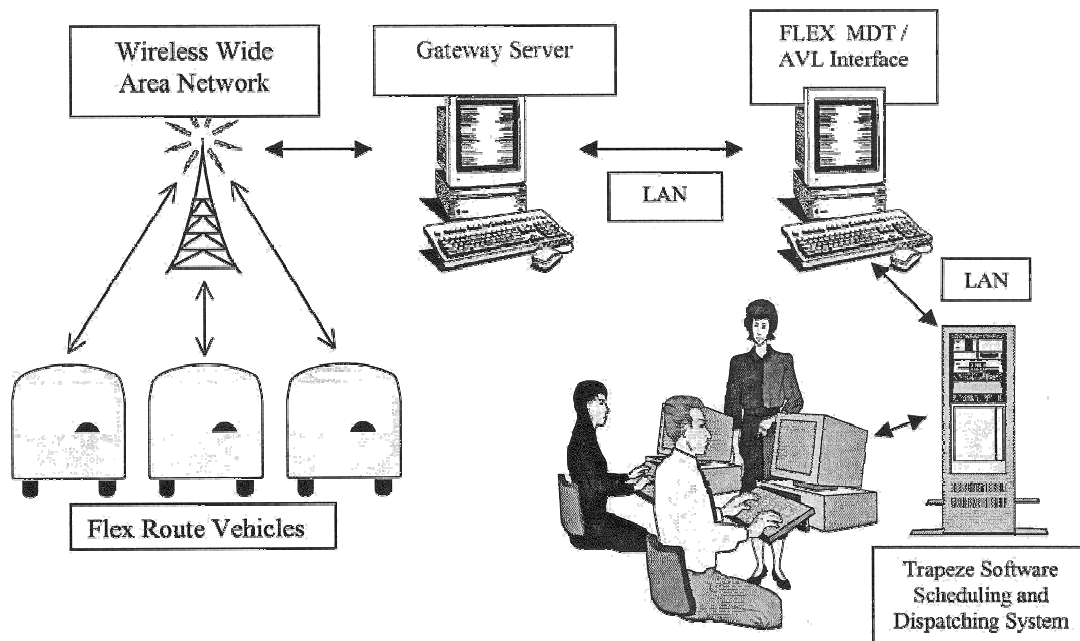 Wireless Wide
Area Network
Gateway Server
FLEX MDT /
AVL Interface
LAN
LAN
Flex Route Vehicles
Trapeze Software
Scheduling and
Dispatching System